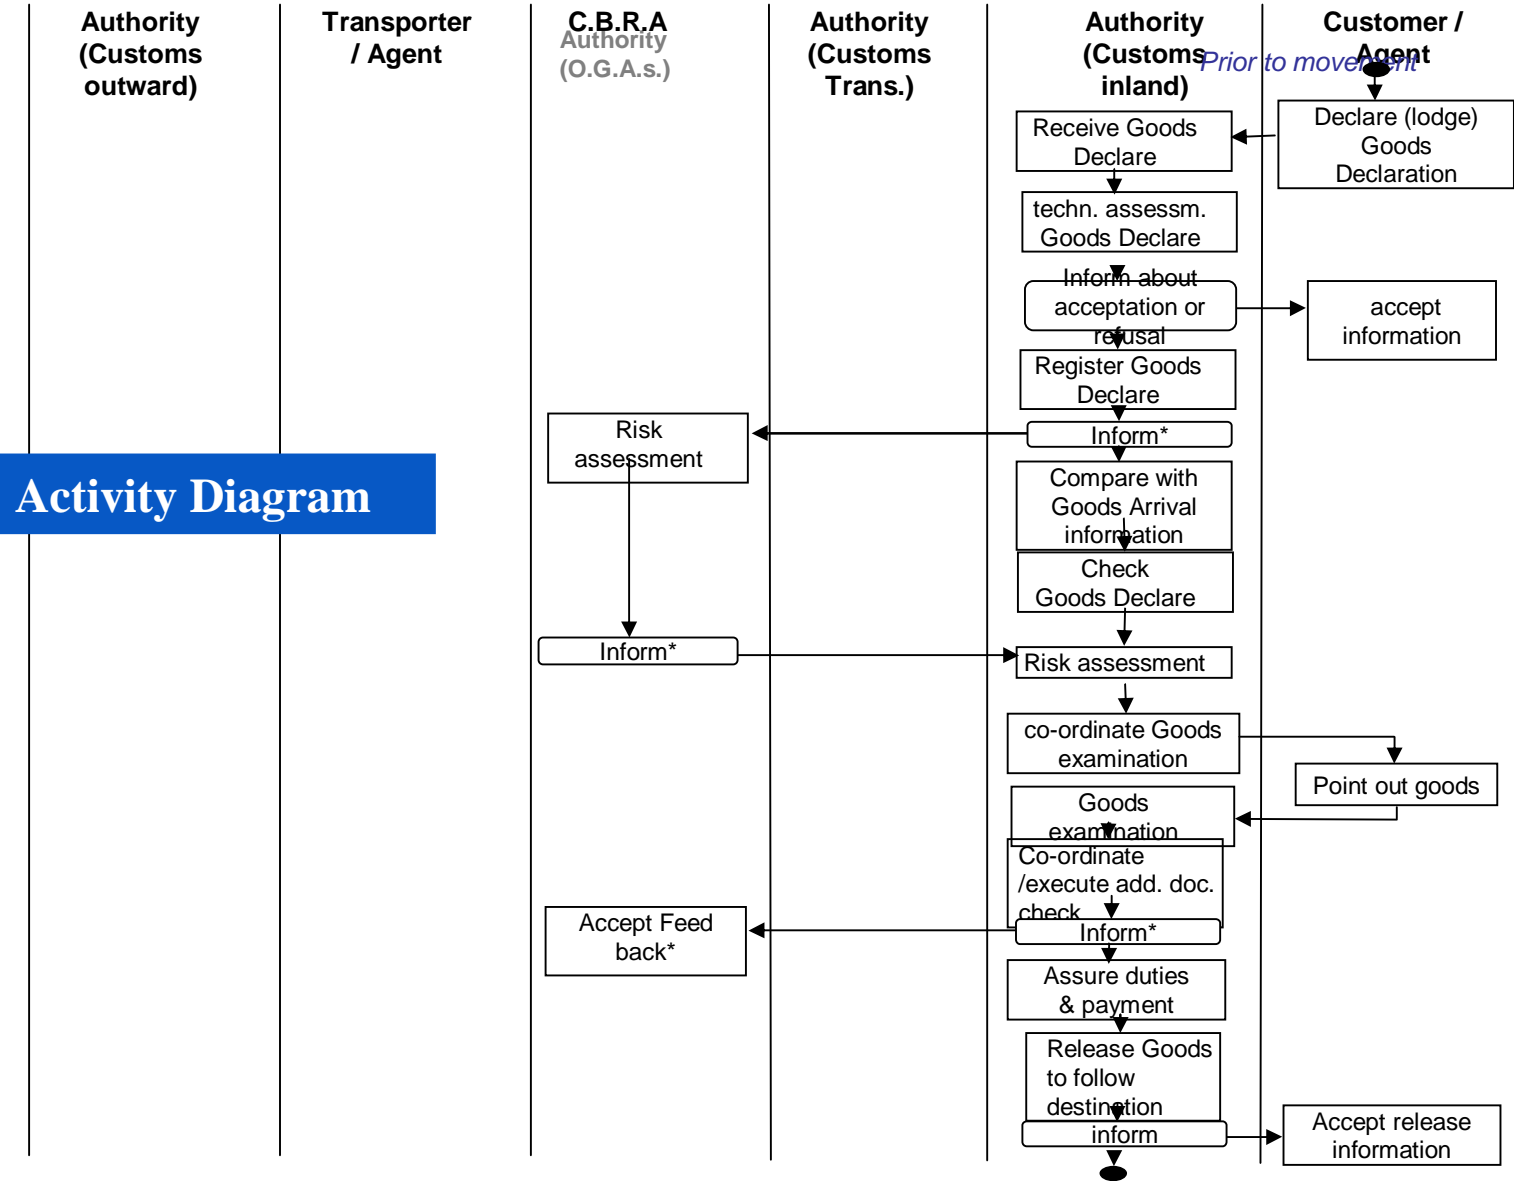 Authority
(Customs
outward)
Transporter
/ Agent
C.B.R.A
Authority
(O.G.A.s.)
Authority
(Customs
Trans.)
Authority
(Customs
inland)
Customer /
Agent
Prior to movement
Declare (lodge)
Goods
Declaration
Receive Goods
Declare
techn. assessm.
Goods Declare
Inform about
acceptation or
refusal
accept
information
Register Goods
Declare
Inform*
Risk
assessment
Compare with
Goods Arrival
information
Activity Diagram
Check
Goods Declare
Inform*
Risk assessment
co-ordinate Goods
examination
Point out goods
Goods
examination
Co-ordinate
/execute add. doc.
check
Inform*
Accept Feed
back*
Assure duties
& payment
Release Goods
to follow
destination
inform
Accept release
information